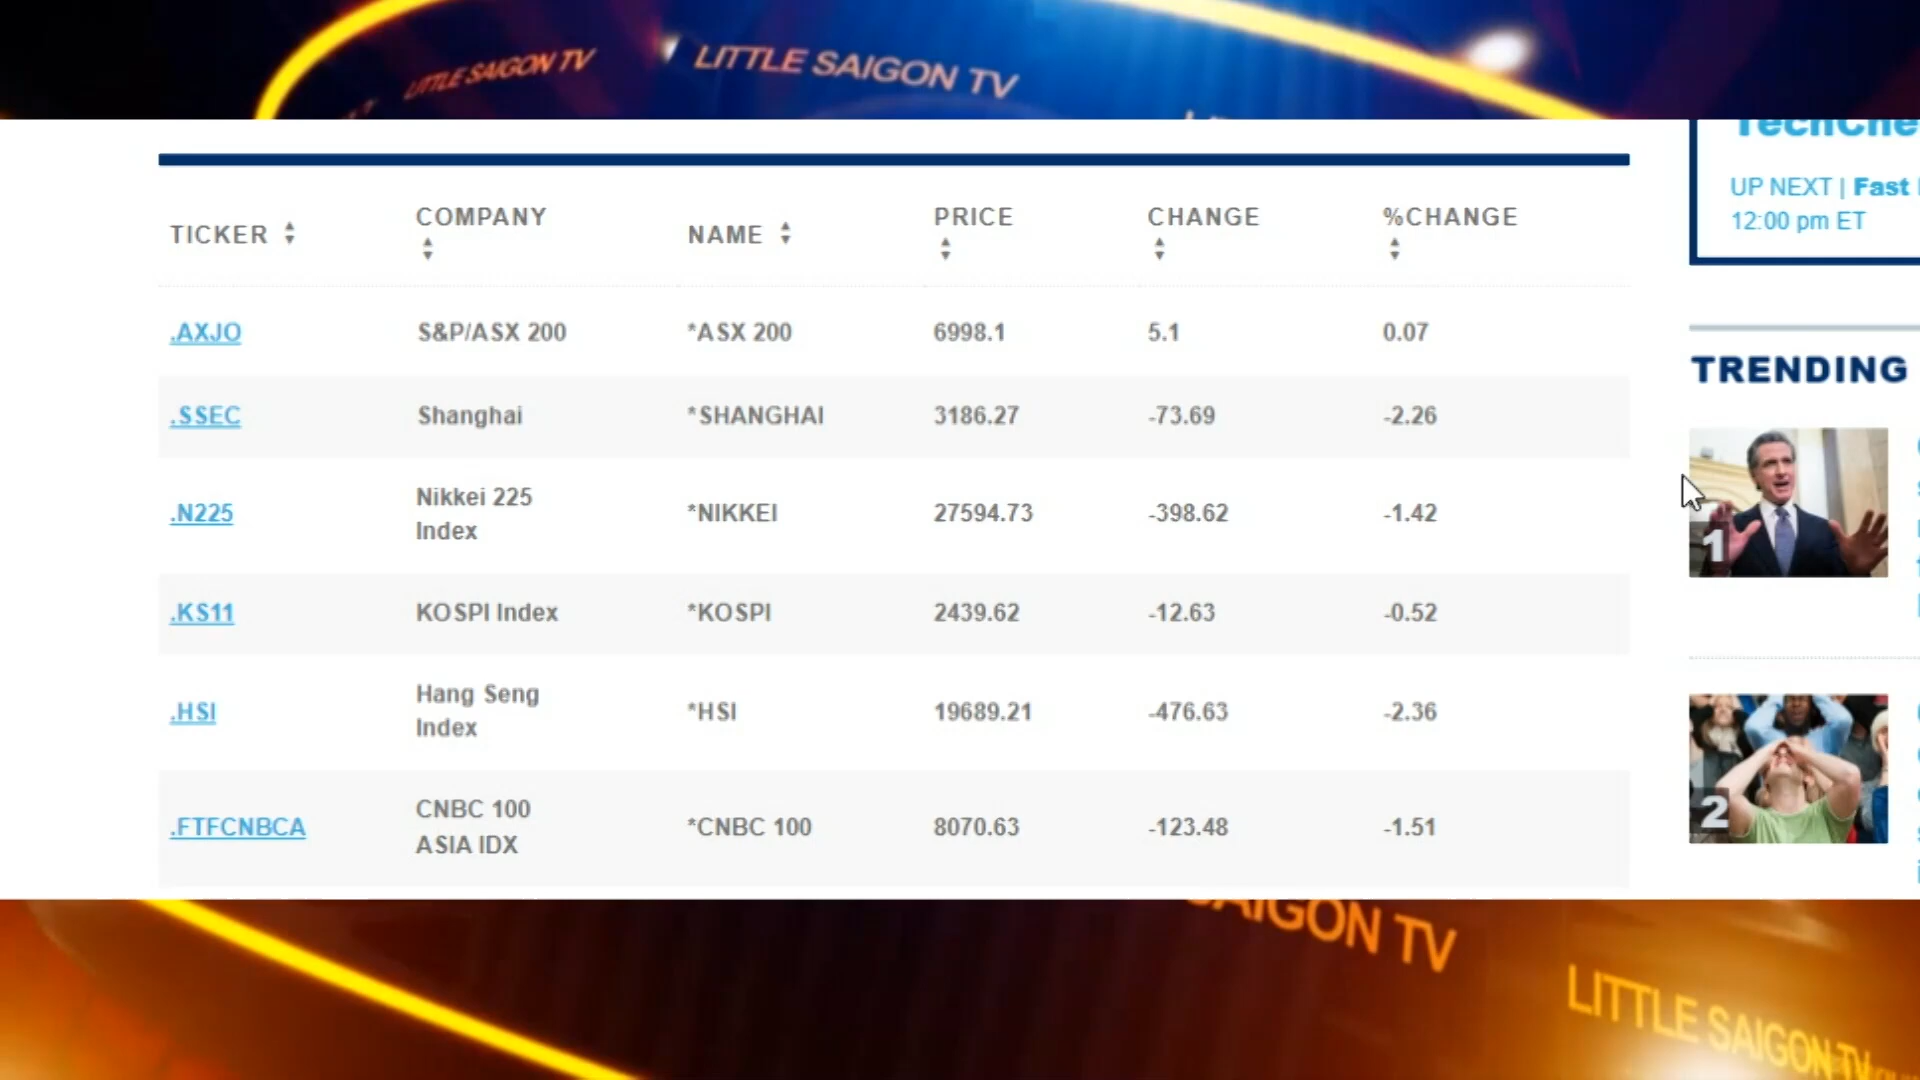 LITTLE SAIGON TV
LITTLE SAIGON TV
TICKER
COMPANY
NAME
PRICE
CHANGE
%CHANGE
.AXJO
S&P/ASX 200
*ASX 200
6998.1
5.1
0.07
.SSEC
Shanghai
*SHANGHAI
3186.27
-73.69
-2.26
.N225
Nikkei 225
Index
*NIKKEI
27594.73
-398.62
-1.42
.KS11
KOSPI Index
*KOSPI
2439.62
-12.63
-0.52
.HSI
Hang Seng
Index
*HSI
19689.21
-476.63
-2.36
.FTFCNBCA
CNBC 100
ASIA IDX
*CNBC 100
8070.63
-123.48
-1.51
UP NEXT | Fast
12:00 pm ET
TRENDING
1
2
SAIGON TV
LITTLE SAIGON TV